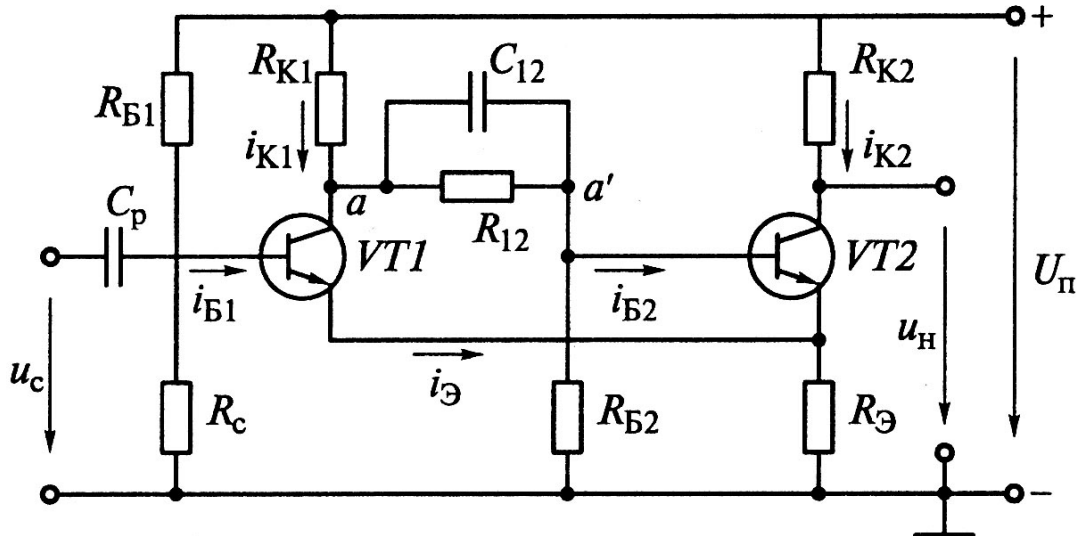 +
R_К1
C_12
R_К2
R_Б1
i_К1
i_К2
a
a′
C_р
R_12
VT1
VT2
U_п
i_Б1
i_Б2
u_н
u_с
i_Э
R_с
R_Б2
R_Э
−